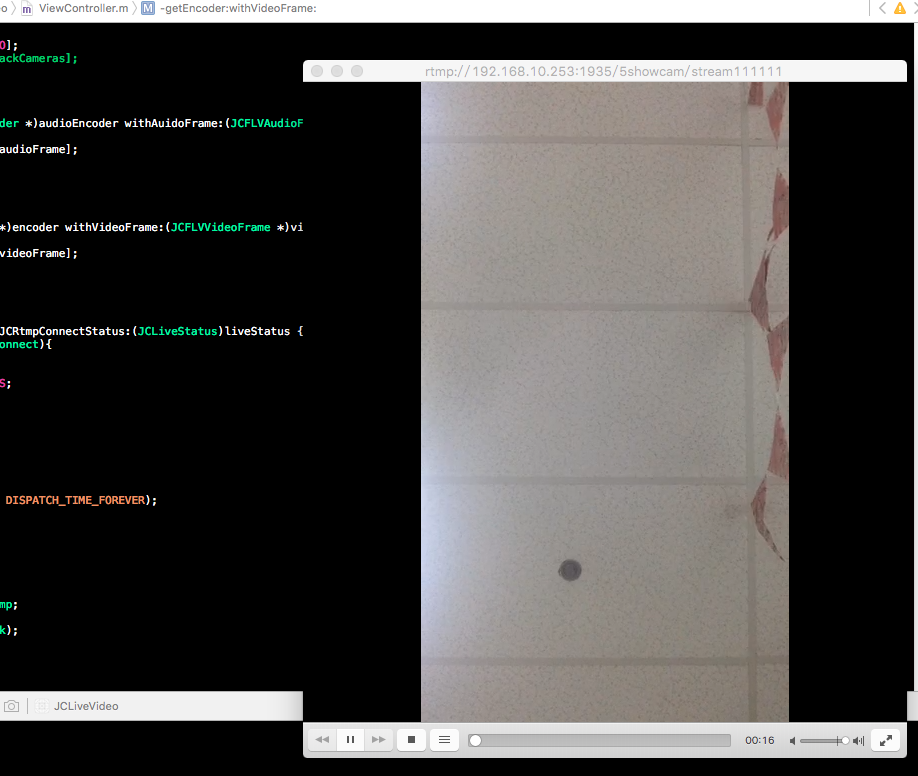 o ViewController.m -getEncoder:withVideoFrame:
O];
ackCameras];
rtmp://192.168.10.253:1935/5showcam/stream111111
der *)audioEncoder withAuidoFrame:(JCFLVAudioF
audioFrame];
*)encoder withVideoFrame:(JCFLVVideoFrame *)vi
videoFrame];
JCRtmpConnectStatus:(JCLiveStatus)liveStatus {
onnect){
S;
DISPATCH_TIME_FOREVER);
mp;
k);
JCLiveVideo
00:16